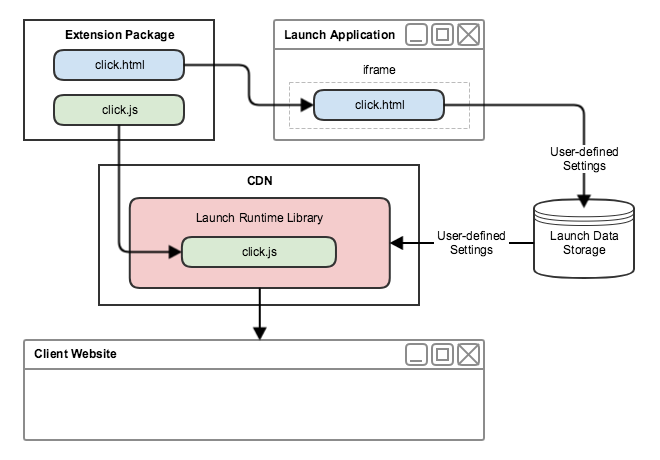 Extension Package
click.html
click.js
Launch Application
iframe
click.html
User-defined
Settings
CDN
Launch Runtime Library
click.js
User-defined
Settings
Launch Data
Storage
Client Website